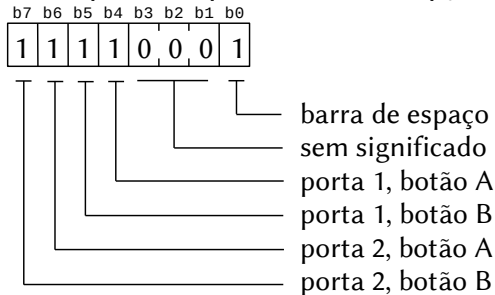 b7 b6 b5 b4 b3 b2 b1 b0
1 1 1 1 0 0 0 1
barra de espaço
sem significado
porta 1, botão A
porta 1, botão B
porta 2, botão A
porta 2, botão B